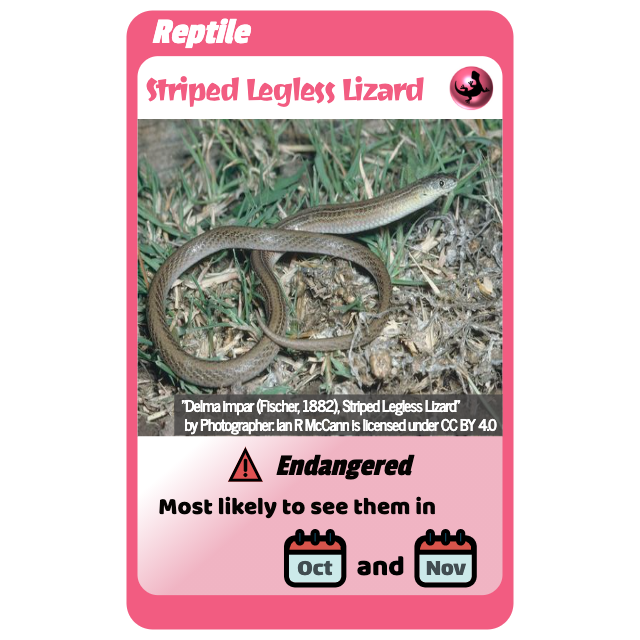 Reptile
Striped Legless Lizard
"Delma impar (Fischer, 1882), Striped Legless Lizard"
by Photographer: Ian R McCann is licensed under CC BY 4.0
Endangered
Most likely to see them in
Oct and Nov